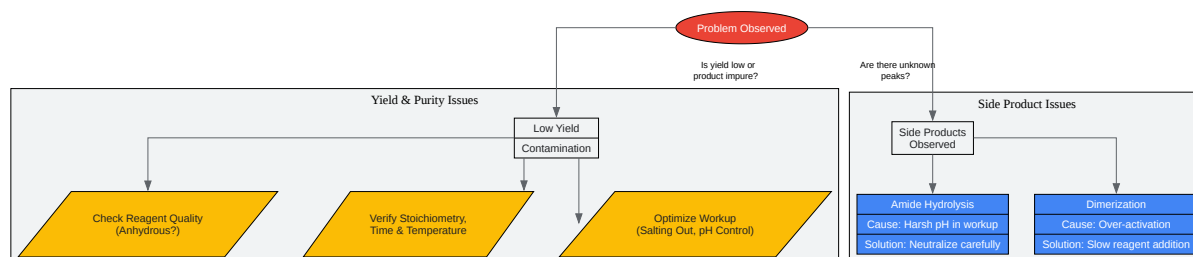 Problem Observed
Is yield low or
product impure?
Are there unknown
peaks?
Yield & Purity Issues
Low Yield
Contamination
Check Reagent Quality
(Anhydrous?)
Verify Stoichiometry,
Time & Temperature
Optimize Workup
(Salting Out, pH Control)
Side Product Issues
Side Products
Observed
Amide Hydrolysis
Cause: Harsh pH in workup
Solution: Neutralize carefully
Dimerization
Cause: Over-activation
Solution: Slow reagent addition